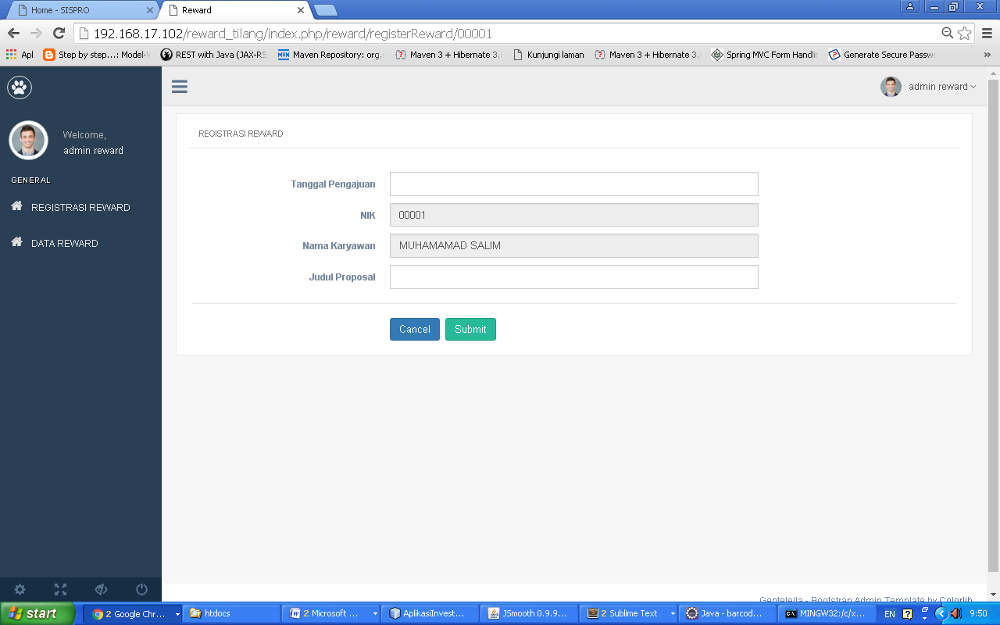 Home - SISPRO
Reward
192.168.17.102/reward_tilang/index.php/reward/registerReward/00001
Apl
Step by step...: Model-
REST with Java (JAX-RS
Maven Repository: org.
Maven 3 + Hibernate 3.
Kunjungi laman
Maven 3 + Hibernate 3.
Spring MVC Form Handlin
Generate Secure Passw
»
admin reward
Welcome,
admin reward
GENERAL
REGISTRASI REWARD
DATA REWARD
REGISTRASI REWARD
Tanggal Pengajuan
NIK
00001
Nama Karyawan
MUHAMAMAD SALIM
Judul Proposal
Cancel
Submit
Gentelella - Bootstrap Admin Template by Colorlib
start
2 Google Chr...
htdocs
2 Microsoft ...
AplikasiInvest...
JSmooth 0.9.9...
2 Sublime Text
Java - barcod...
MINGW32:/c/x...
EN
9:50